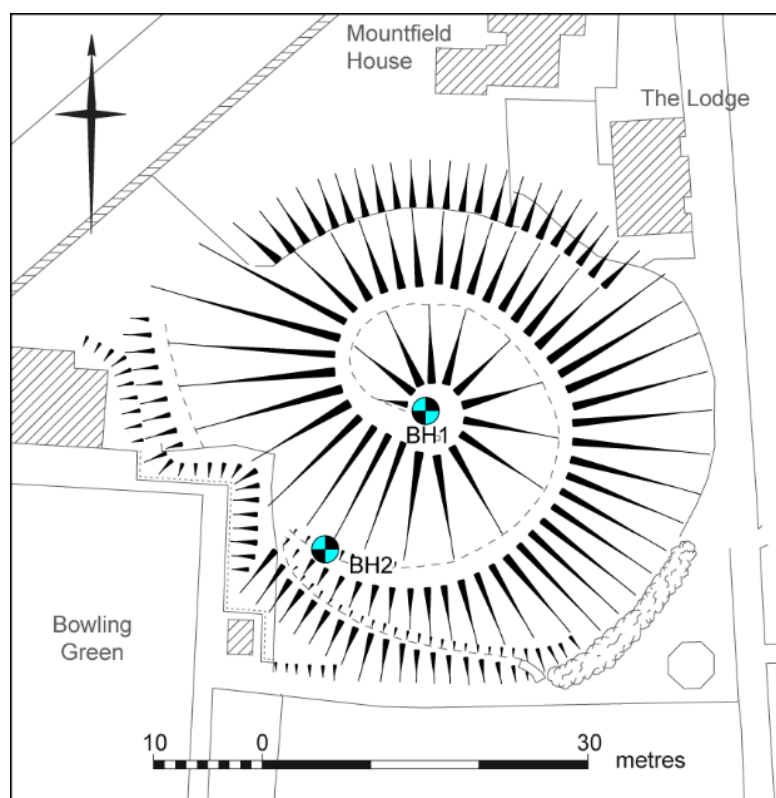 Mountfield
House
The Lodge
BH1
BH2
Bowling
Green
10 0 30 metres